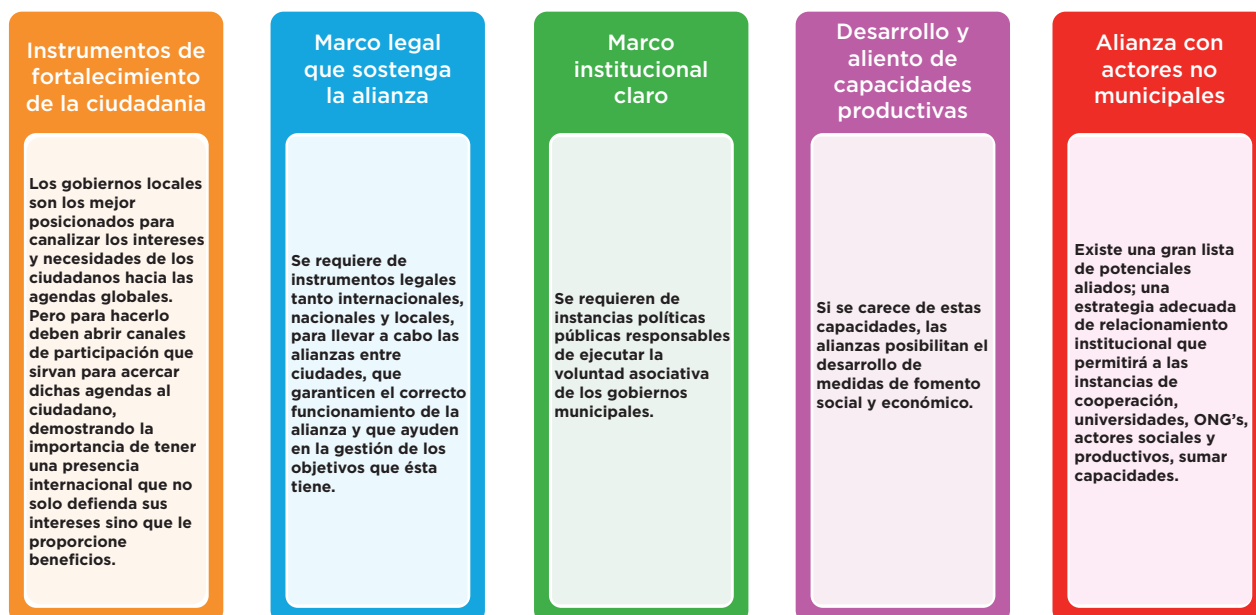 Instrumentos de
fortalecimiento
de la ciudadania
Los gobiernos locales
son los mejor
posicionados para
canalizar los intereses
y necesidades de los
ciudadanos hacia las
agendas globales.
Pero para hacerlo
deben abrir canales
de participación que
sirvan para acercar
dichas agendas al
ciudadano,
demostrando la
importancia de tener
una presencia
internacional que no
solo defienda sus
intereses sino que le
proporcione
beneficios.
Marco legal
que sostenga
la alianza
Se requiere de
instrumentos legales
tanto internacionales,
nacionales y locales,
para llevar a cabo las
alianzas entre
ciudades, que
garanticen el correcto
funcionamiento de la
alianza y que ayuden
en la gestión de los
objetivos que ésta
tiene.
Marco
institucional
claro
Se requieren de
instancias políticas
públicas responsables
de ejecutar la
voluntad asociativa
de los gobiernos
municipales.
Desarrollo y
aliento de
capacidades
productivas
Si se carece de estas
capacidades, las
alianzas posibilitan el
desarrollo de
medidas de fomento
social y económico.
Alianza con
actores no
municipales
Existe una gran lista
de potenciales
aliados; una
estrategia adecuada
de relacionamiento
institucional que
permitirá a las
instancias de
cooperación,
universidades, ONG's,
actores sociales y
productivos, sumar
capacidades.